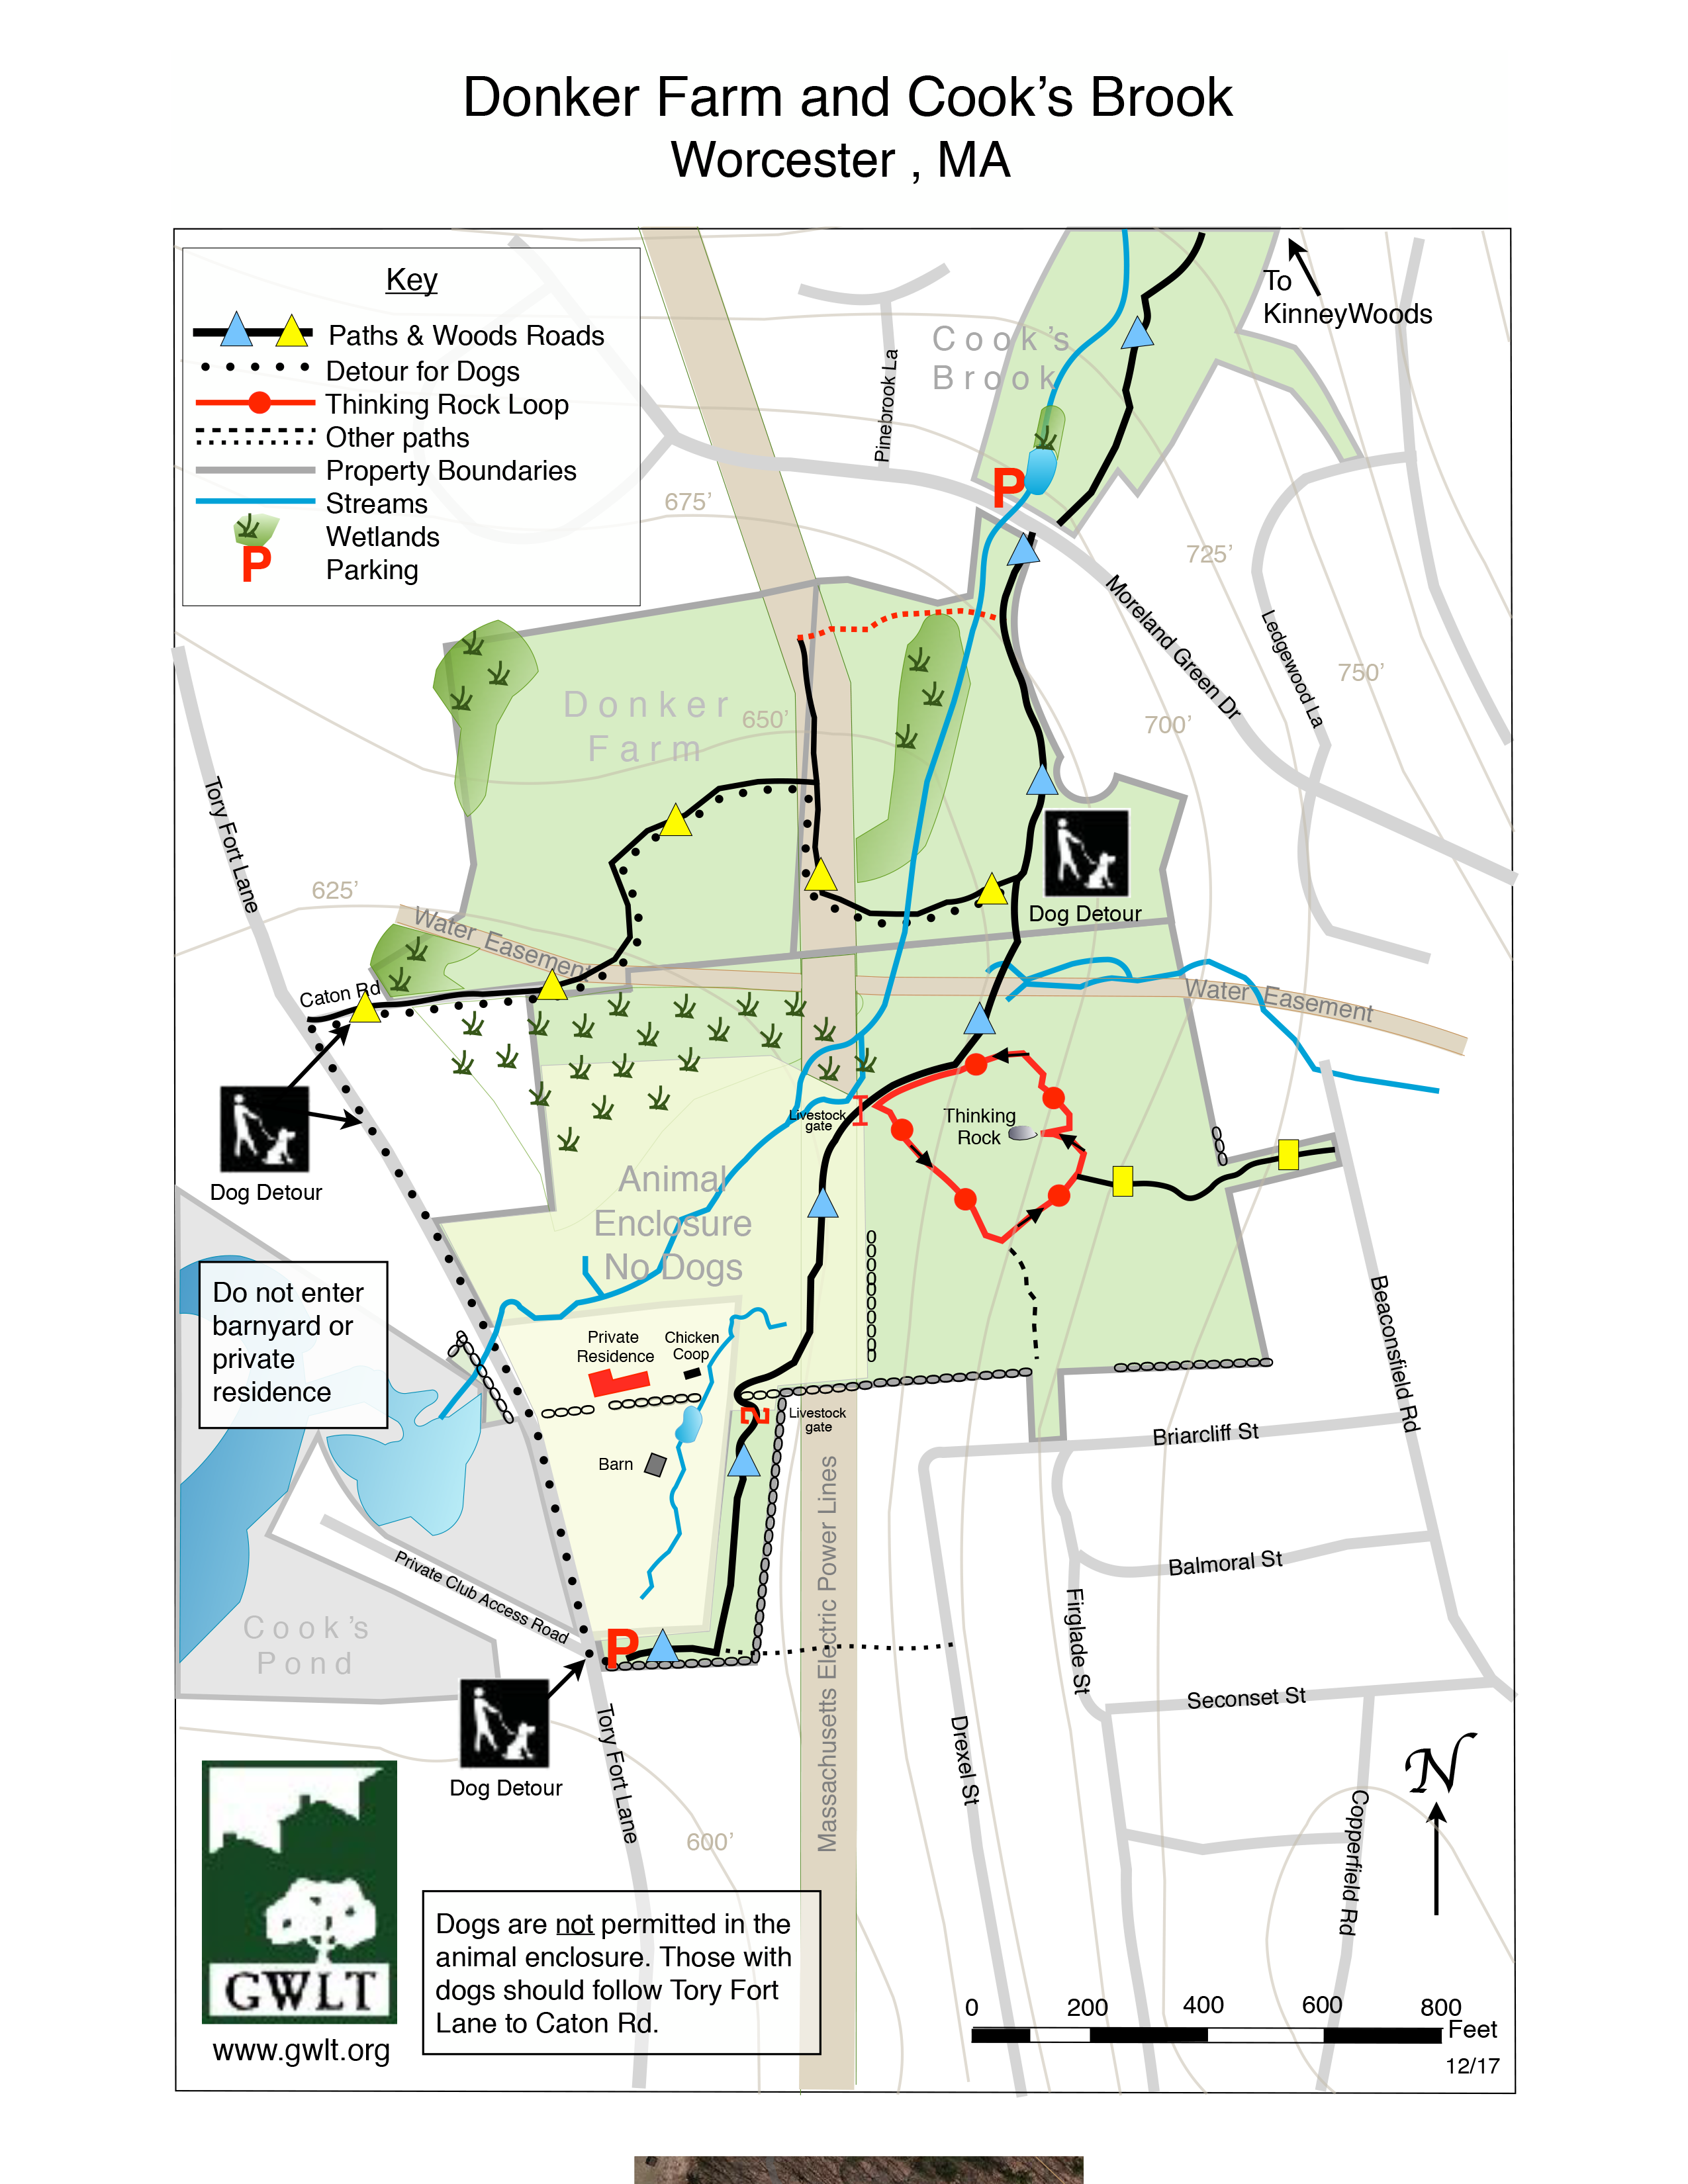 Donker Farm and Cook's Brook
Worcester , MA
Key
Paths & Woods Roads
Detour for Dogs
Thinking Rock Loop
Other paths
Property Boundaries
Streams
Wetlands
P
Parking
To
KinneyWoods
Cook's
Brook
Pinebrook La
P
675'
725'
Moreland Green Dr
Ledgewood La
750'
700'
Donker
Farm
650'
Tory Fort Lane
625'
Water Easement
Dog Detour
Caton Rd
Water Easement
Dog Detour
Livestock
gate
Thinking
Rock
Animal
Enclosure
No Dogs
Do not enter
barnyard or
private
residence
Private
Residence
Chicken
Coop
Beaconsfield Rd
Livestock
gate
Barn
Briarcliff St
Massachusetts Electric Power Lines
Private Club Access Road
Balmoral St
Firglade St
Cook's
Pond
P
Seconset St
Dog Detour
Tory Fort Lane
Drexel St
N
Copperfield Rd
600'
GWLT
www.gwlt.org
Dogs are not permitted in the
animal enclosure. Those with
dogs should follow Tory Fort
Lane to Caton Rd.
0 200 400 600 800
Feet
12/17